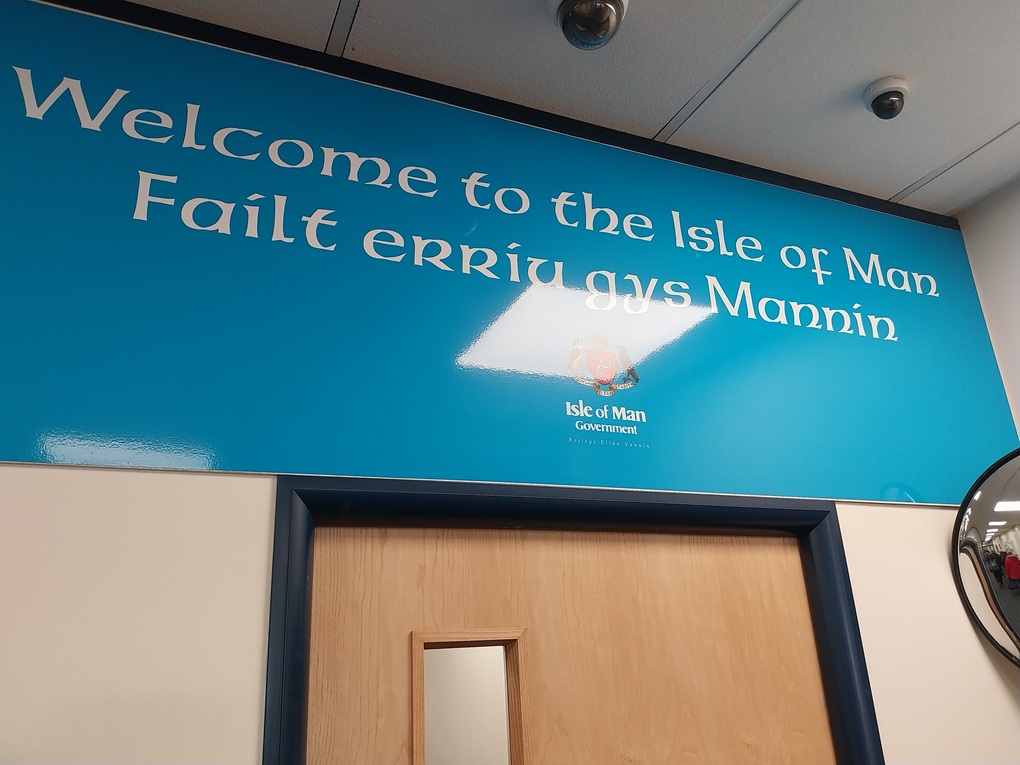 Welcome to the Isle of Man
Failt erriu gys Mannin
Isle of Man
Government
Reiltys Ellan Vannin